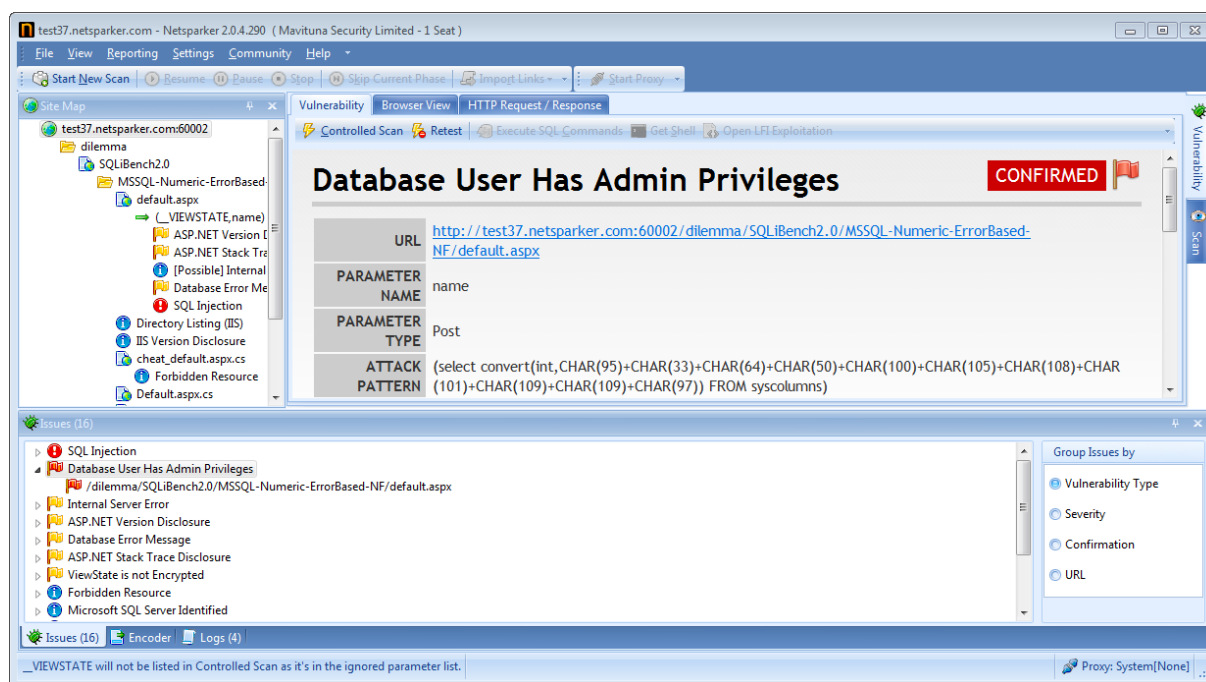 test37.netsparker.com - Netsparker 2.0.4.290 ( Mavituna Security Limited - 1 Seat )
File View Reporting Settings Community Help
Start New Scan Resume Pause Stop Skip Current Phase Import Links Start Proxy
Site Map
test37.netsparker.com:60002
dilemma
SQLiBench2.0
MSSQL-Numeric-ErrorBased-
default.aspx
(__VIEWSTATE,name)
ASP.NET Version D
ASP.NET Stack Tra
[Possible] Internal
Database Error Me
SQL Injection
Directory Listing (IIS)
IIS Version Disclosure
cheat_default.aspx.cs
Forbidden Resource
Default.aspx.cs
Vulnerability Browser View HTTP Request / Response
Controlled Scan Retest Execute SQL Commands Get Shell Open LFI Exploitation
Database User Has Admin Privileges
CONFIRMED
URL http://test37.netsparker.com:60002/dilemma/SQLiBench2.0/MSSQL-Numeric-ErrorBased-
NF/default.aspx
PARAMETER
NAME name
PARAMETER
TYPE Post
ATTACK (select convert(int,CHAR(95)+CHAR(33)+CHAR(64)+CHAR(50)+CHAR(100)+CHAR(105)+CHAR(108)+CHAR
PATTERN (101)+CHAR(109)+CHAR(109)+CHAR(97)) FROM syscolumns)
Vulnerability
Scan
Issues (16)
SQL Injection
Database User Has Admin Privileges
/dilemma/SQLiBench2.0/MSSQL-Numeric-ErrorBased-NF/default.aspx
Internal Server Error
ASP.NET Version Disclosure
Database Error Message
ASP.NET Stack Trace Disclosure
ViewState is not Encrypted
Forbidden Resource
Microsoft SQL Server Identified
Group Issues by
Vulnerability Type
Severity
Confirmation
URL
Issues (16) Encoder Logs (4)
__VIEWSTATE will not be listed in Controlled Scan as it's in the ignored parameter list.
Proxy: System[None]